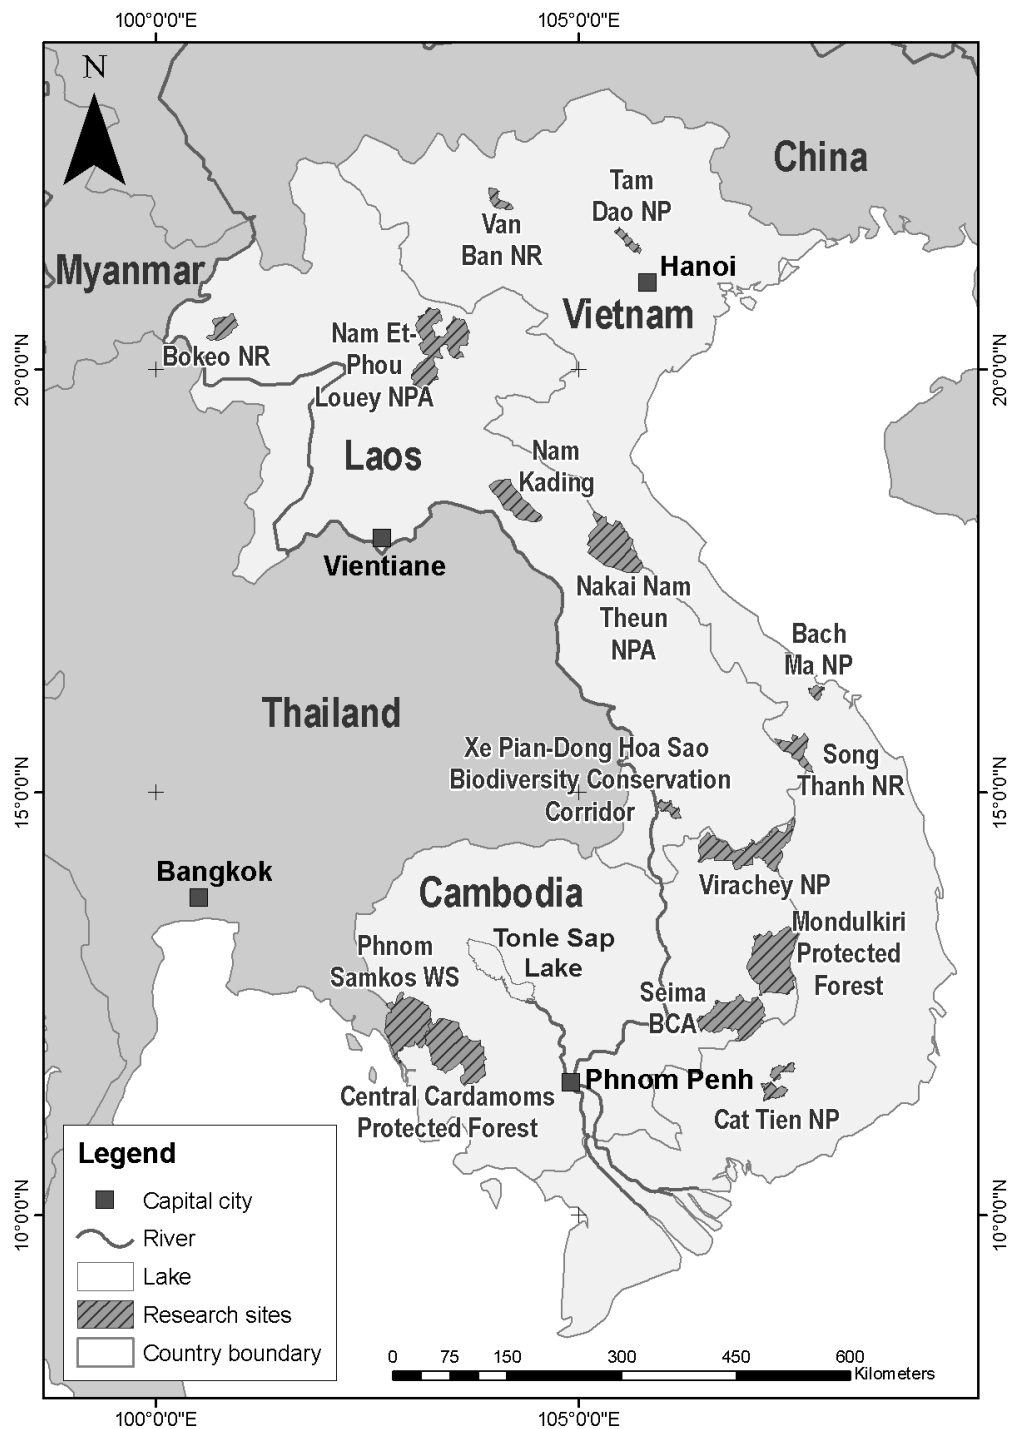 100°0'0"E
105°0'0"E
N
China
Tam
Dao NP
Van
Ban NR
Myanmar
Hanoi
Vietnam
20°0'0"N
20°0'0"N
Nam Et-
Phou
Louey NPA
Bokeo NR
Laos
Nam
Kading
Vientiane
Nakai Nam
Theun
NPA
Bach
Ma NP
Thailand
Xe Pian-Dong Hoa Sao
Biodiversity Conservation
Corridor
Song
Thanh NR
15°0'0"N
15°0'0"N
Bangkok
Cambodia
Virachey NP
Mondulkiri
Protected
Forest
Phnom
Samkos WS
Tonle Sap
Lake
Seima
BCA
Phnom Penh
Central Cardamoms
Protected Forest
Cat Tien NP
10°0'0"N
10°0'0"N
Legend
Capital city
River
Lake
Research sites
Country boundary
0 75 150 300 450 600
Kilometers
100°0'0"E
105°0'0"E